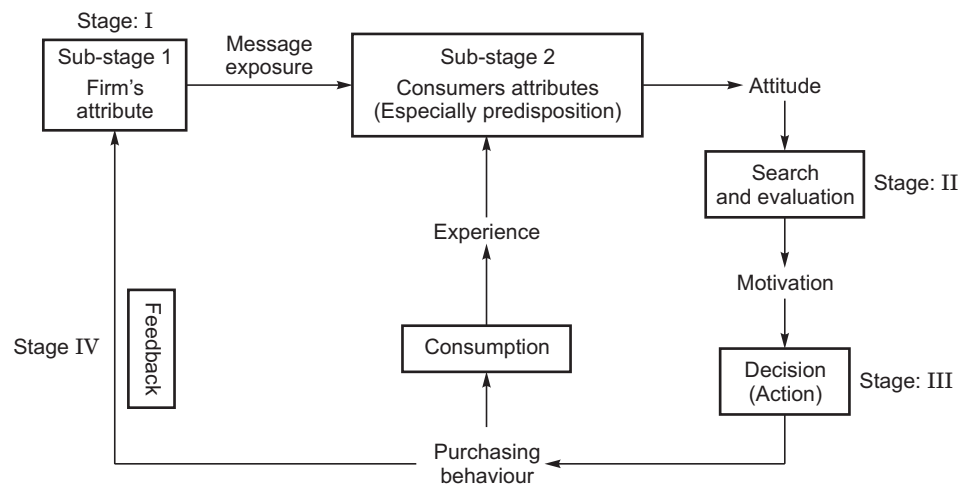 Stage: I
Sub-stage 1
Firm's
attribute
Message
exposure
Sub-stage 2
Consumers attributes
(Especially predisposition)
Attitude
Search
and evaluation
Stage: II
Experience
Motivation
Feedback
Stage IV
Consumption
Decision
(Action)
Stage: III
Purchasing
behaviour